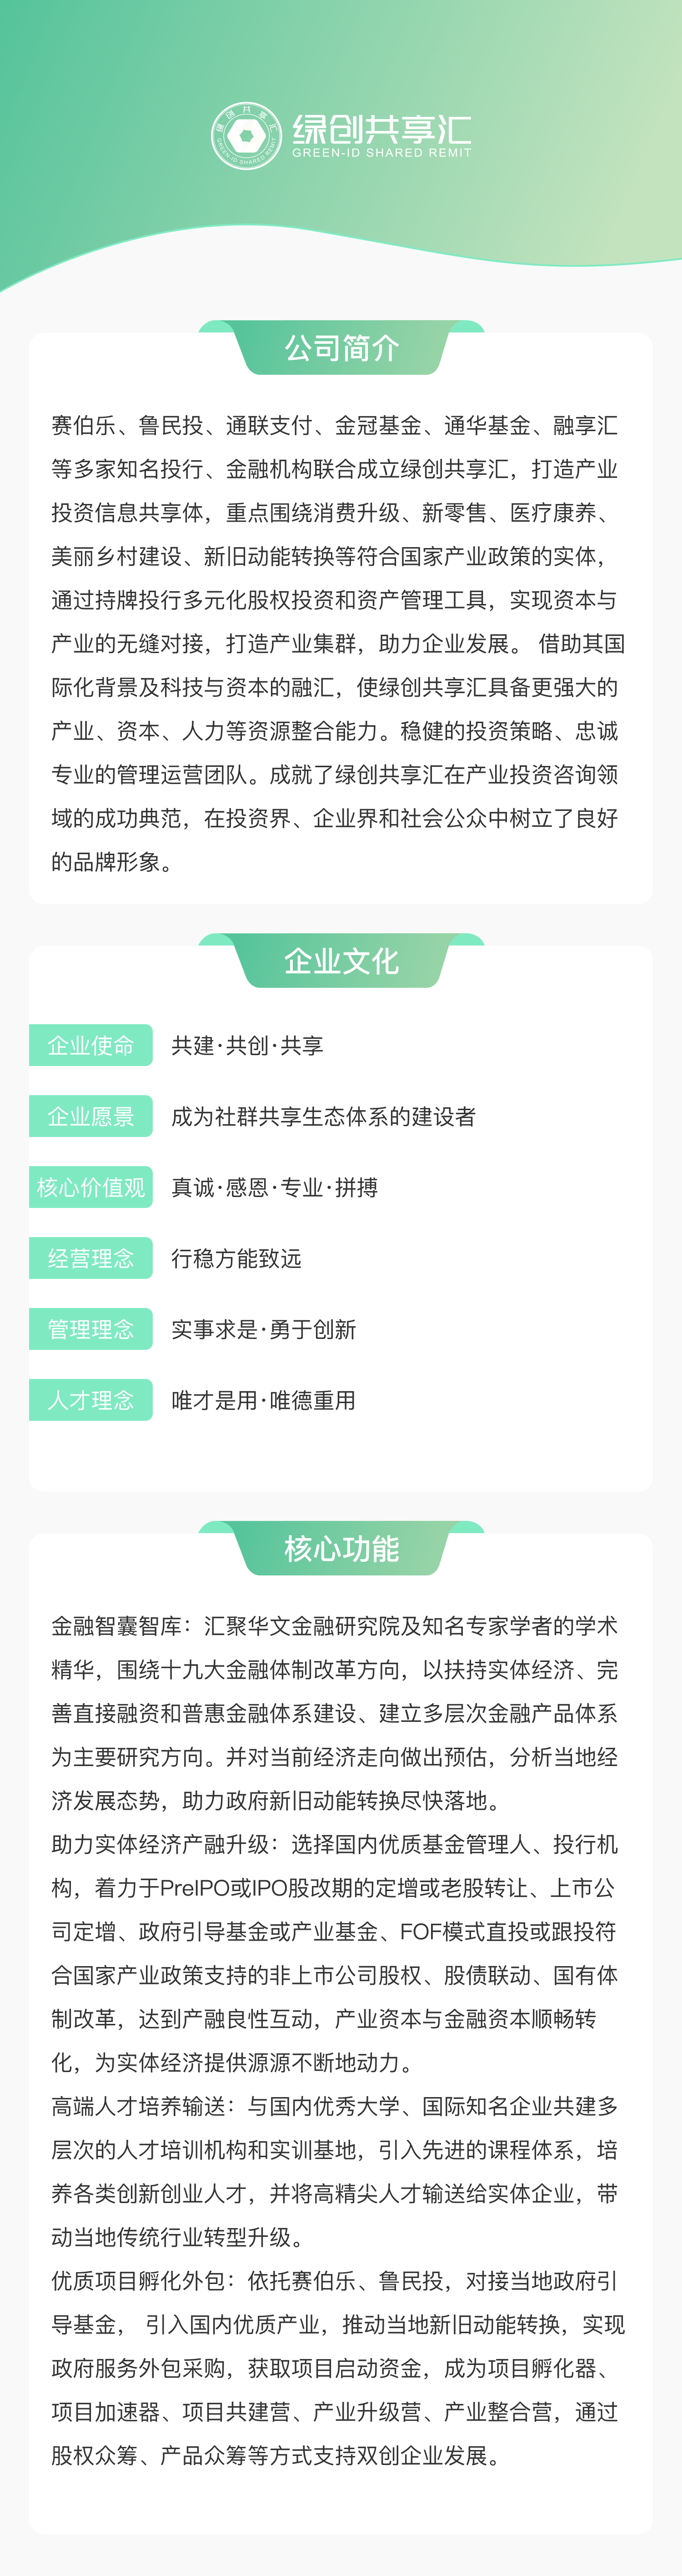 绿创共享汇
GREEN-ID SHARED REMIT
绿创共享汇
GREEN-ID SHARED REMIT
公司简介
赛伯乐、鲁民投、通联支付、金冠基金、通华基金、融享汇
等多家知名投行、金融机构联合成立绿创共享汇，打造产业
投资信息共享体，重点围绕消费升级、新零售、医疗康养、
美丽乡村建设、新旧动能转换等符合国家产业政策的实体，
通过持牌投行多元化股权投资和资产管理工具，实现资本与
产业的无缝对接，打造产业集群，助力企业发展。 借助其国
际化背景及科技与资本的融汇，使绿创共享汇具备更强大的
产业、资本、人力等资源整合能力。稳健的投资策略、忠诚
专业的管理运营团队。成就了绿创共享汇在产业投资咨询领
域的成功典范，在投资界、企业界和社会公众中树立了良好
的品牌形象。
企业文化
企业使命 共建·共创·共享
企业愿景 成为社群共享生态体系的建设者
核心价值观 真诚·感恩·专业·拼搏
经营理念 行稳方能致远
管理理念 实事求是·勇于创新
人才理念 唯才是用·唯德重用
核心功能
金融智囊智库：汇聚华文金融研究院及知名专家学者的学术
精华，围绕十九大金融体制改革方向，以扶持实体经济、完
善直接融资和普惠金融体系建设、建立多层次金融产品体系
为主要研究方向。并对当前经济走向做出预估，分析当地经
济发展态势，助力政府新旧动能转换尽快落地。
助力实体经济产融升级：选择国内优质基金管理人、投行机
构，着力于PreIPO或IPO股改期的定增或老股转让、上市公
司定增、政府引导基金或产业基金、FOF模式直投或跟投符
合国家产业政策支持的非上市公司股权、股债联动、国有体
制改革，达到产融良性互动，产业资本与金融资本顺畅转
化，为实体经济提供源源不断地动力。
高端人才培养输送：与国内优秀大学、国际知名企业共建多
层次的人才培训机构和实训基地，引入先进的课程体系，培
养各类创新创业人才，并将高精尖人才输送给实体企业，带
动当地传统行业转型升级。
优质项目孵化外包：依托赛伯乐、鲁民投，对接当地政府引
导基金， 引入国内优质产业，推动当地新旧动能转换，实现
政府服务外包采购，获取项目启动资金，成为项目孵化器、
项目加速器、项目共建营、产业升级营、产业整合营，通过
股权众筹、产品众筹等方式支持双创企业发展。